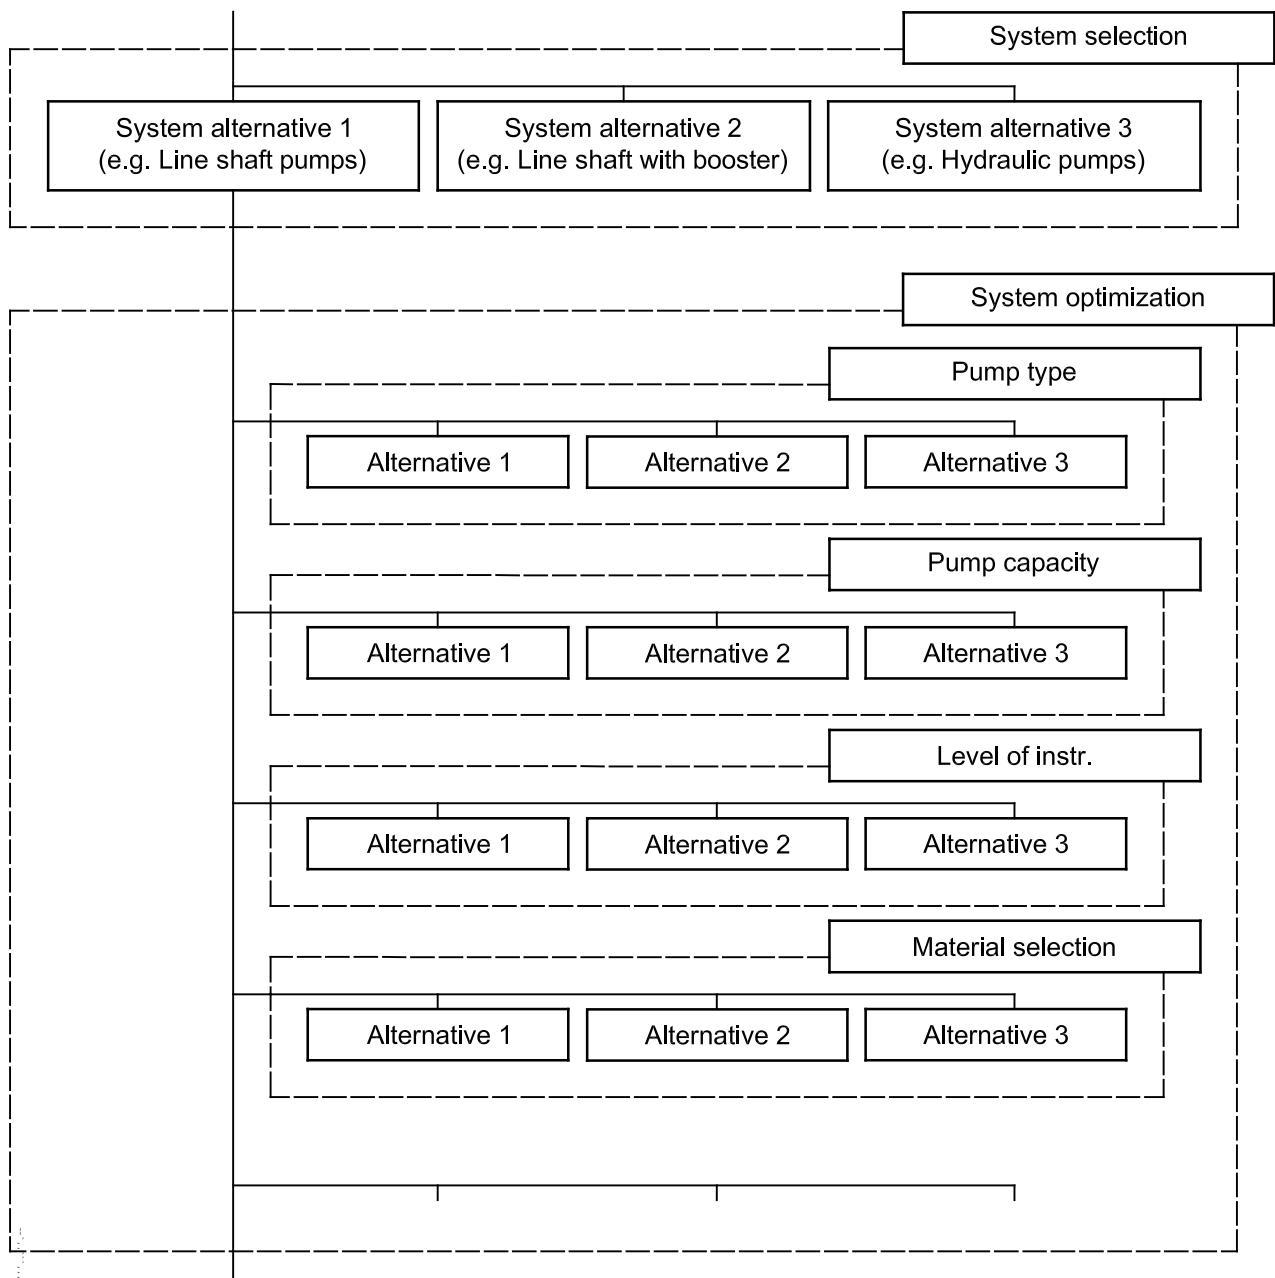 System selection
System alternative 1
(e.g. Line shaft pumps)
System alternative 2
(e.g. Line shaft with booster)
System alternative 3
(e.g. Hydraulic pumps)
System optimization
Pump type
Alternative 1
Alternative 2
Alternative 3
Pump capacity
Alternative 1
Alternative 2
Alternative 3
Level of instr.
Alternative 1
Alternative 2
Alternative 3
Material selection
Alternative 1
Alternative 2
Alternative 3